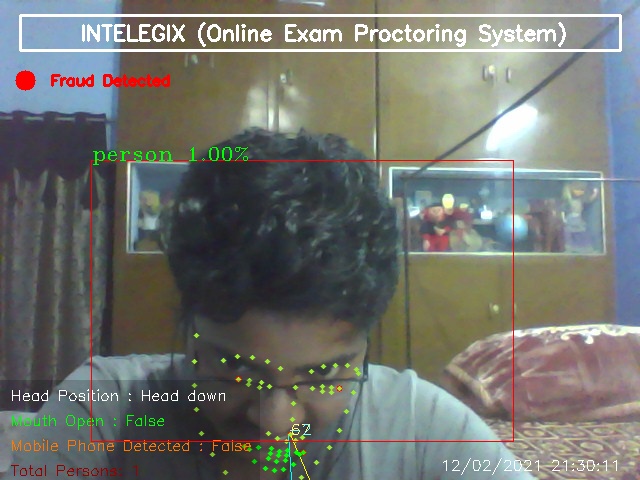 INTELEGIX (Online Exam Proctoring System)
Fraud Detected
person 1.00%
Head Position : Head down
67
Mouth Open : False
Mobile Phone Detected : False
Total Persons: 1
12/02/2021 21:30:11